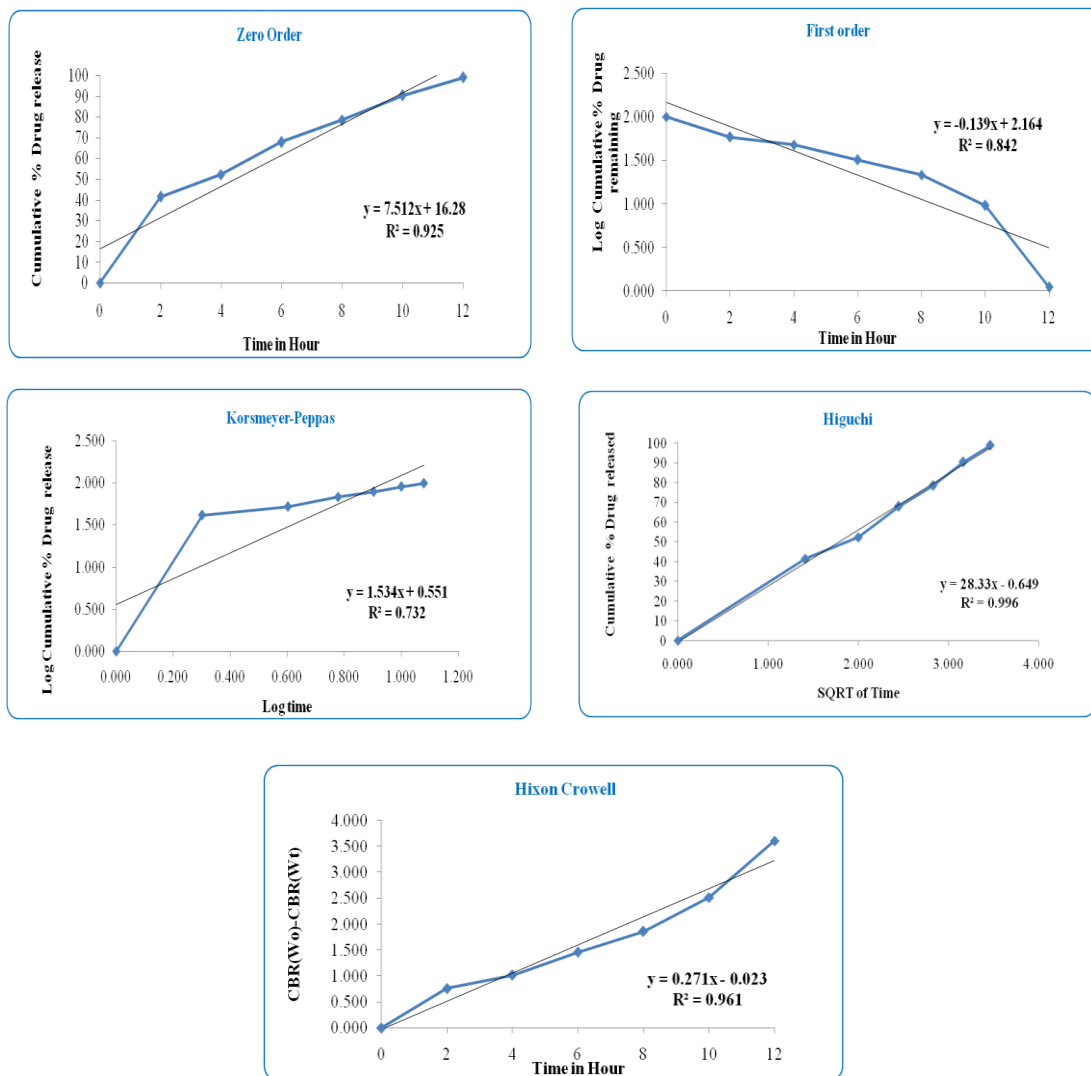 Zero Order
Cumulative % Drug release
100
90
80
70
60
50
40
30
20
10
0
y = 7.512x + 16.28
R² = 0.925
0 2 4 6 8 10 12
Time in Hour
First order
Log Cumulative % Drug
remaining
2.500
2.000
1.500
1.000
0.500
0.000
y = -0.139x + 2.164
R² = 0.842
0 2 4 6 8 10 12
Time in Hour
Korsmeyer-Peppas
Log Cumulative % Drug release
2.500
2.000
1.500
1.000
0.500
0.000
y = 1.534x + 0.551
R² = 0.732
0.000 0.200 0.400 0.600 0.800 1.000 1.200
Log time
Higuchi
Cumulative % Drug released
100
90
80
70
60
50
40
30
20
10
0
y = 28.33x - 0.649
R² = 0.996
0.000 1.000 2.000 3.000 4.000
SQRT of Time
Hixon Crowell
CBR(Wo)-CBR(Wt)
4.000
3.500
3.000
2.500
2.000
1.500
1.000
0.500
0.000
y = 0.271x - 0.023
R² = 0.961
0 2 4 6 8 10 12
Time in Hour